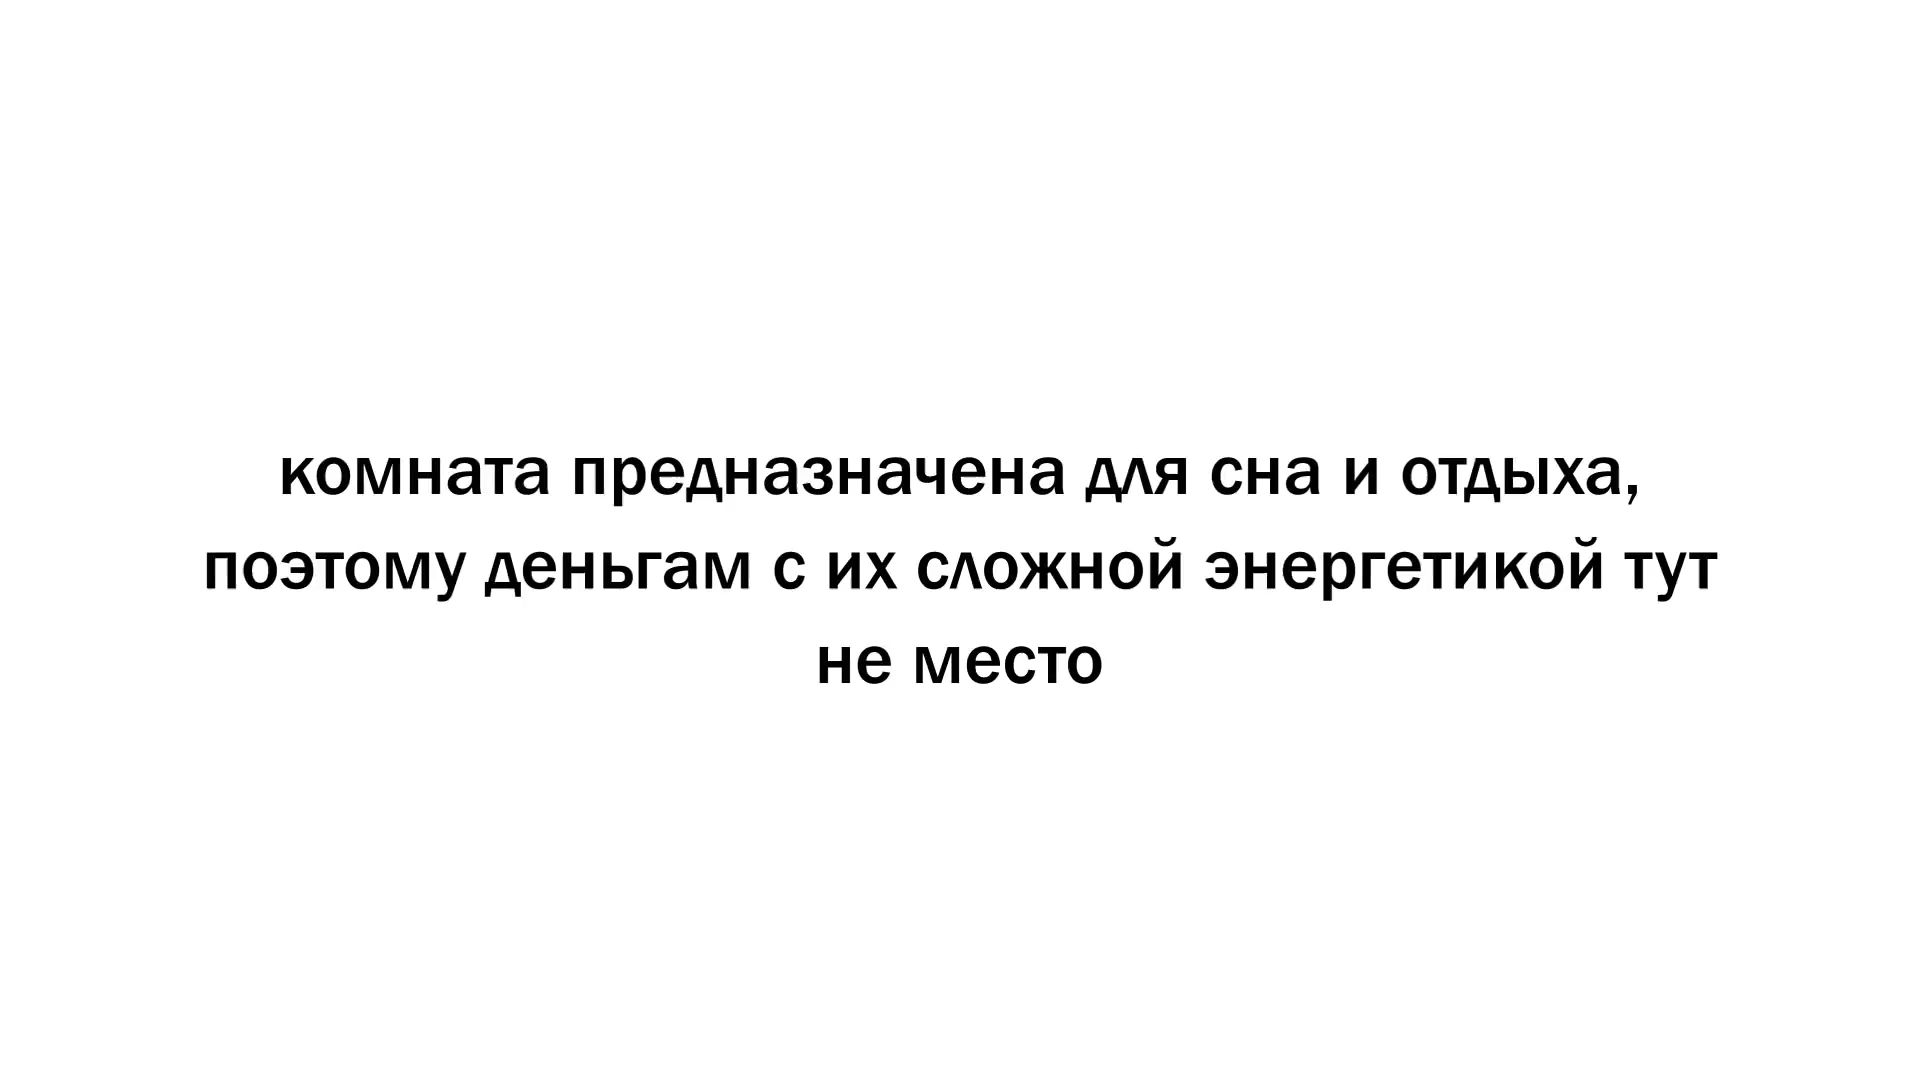 комната предназначена для сна и отдыха,
поэтому деньгам с их сложной энергетикой тут
не место